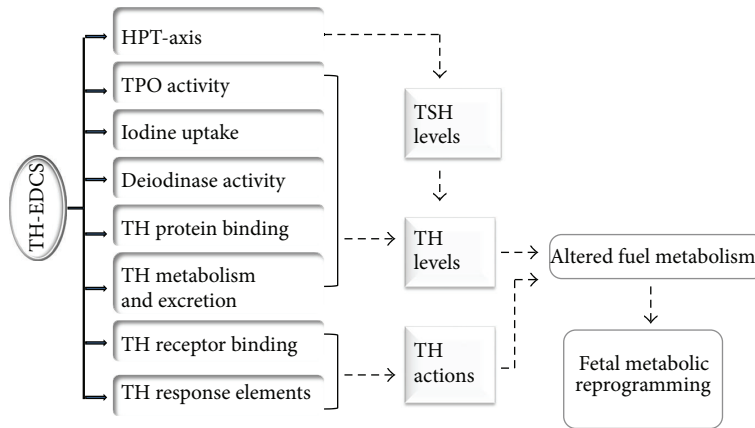 TH-EDCS
HPT-axis
TPO activity
Iodine uptake
Deiodinase activity
TH protein binding
TH metabolism
and excretion
TH receptor binding
TH response elements
TSH
levels
TH
levels
TH
actions
Altered fuel metabolism
Fetal metabolic
reprogramming